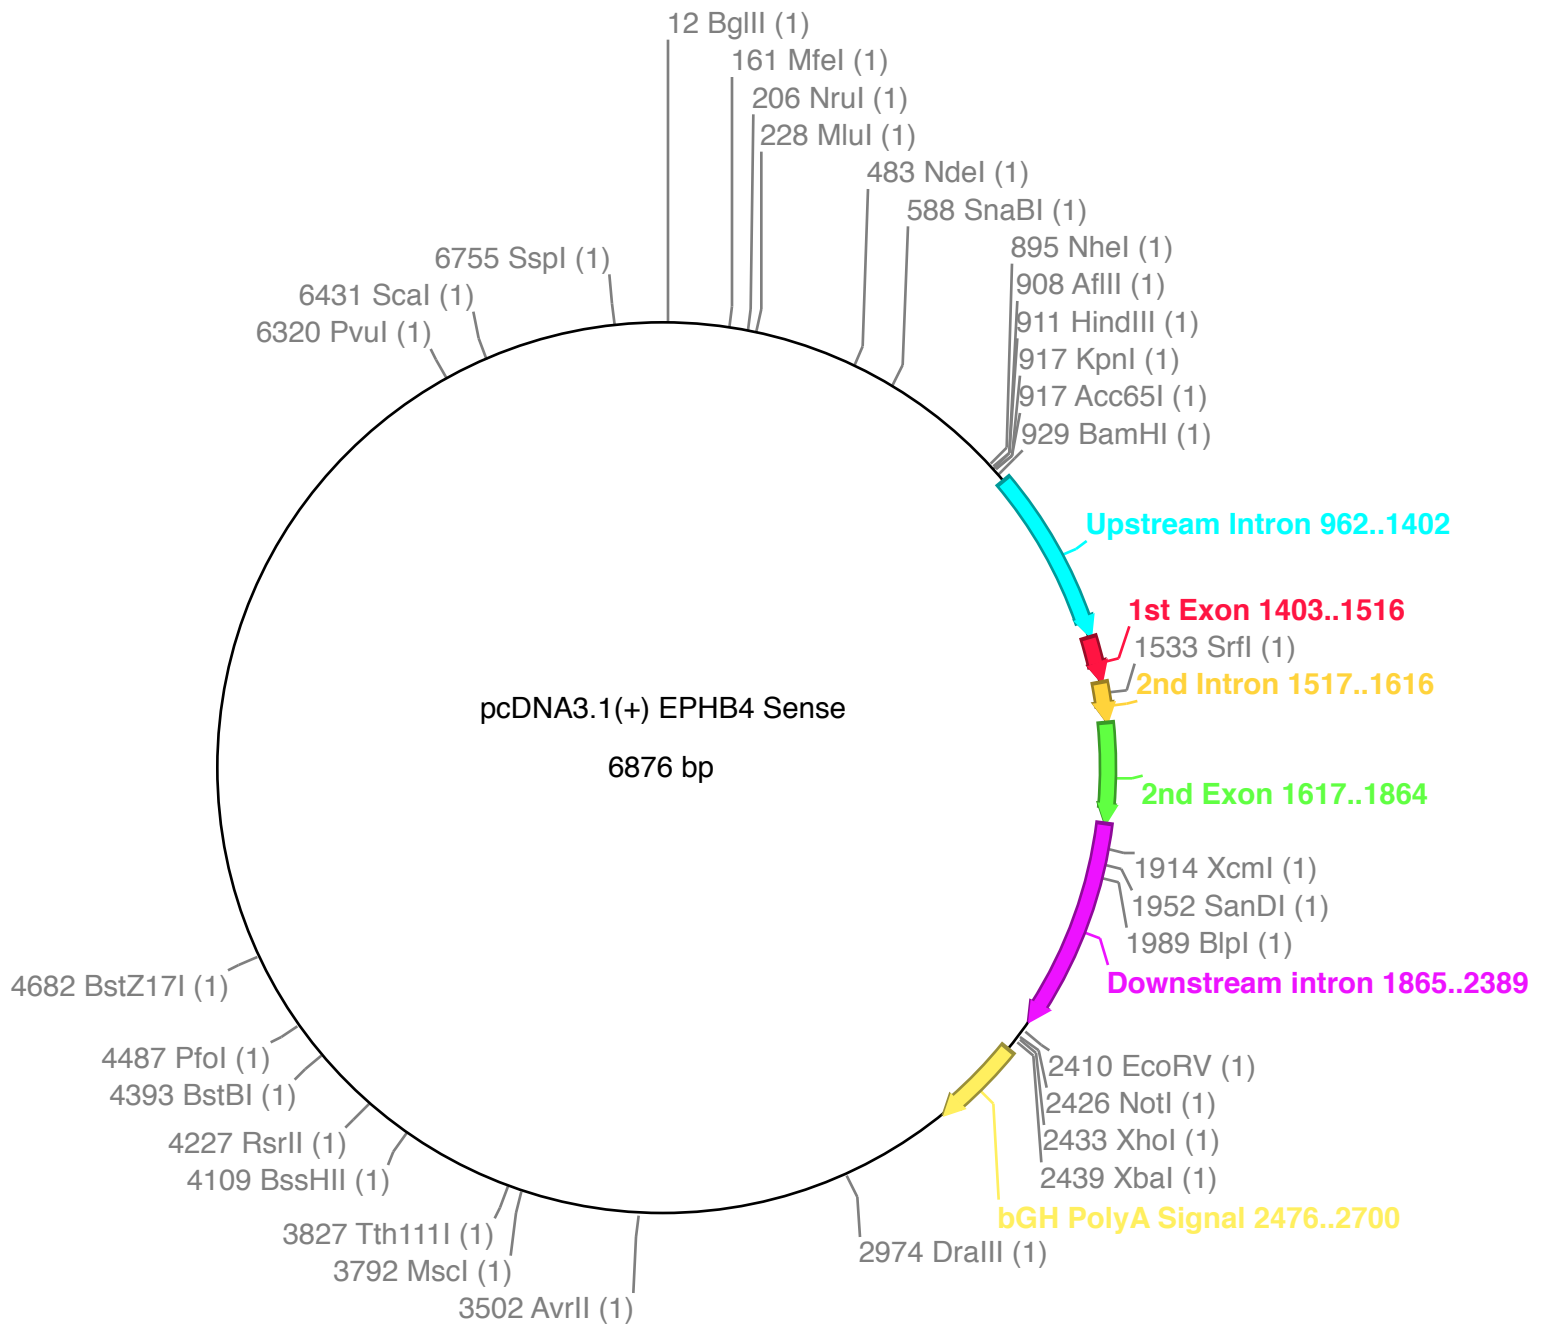 12 BglII (1)
161 MfeI (1)
206 NruI (1)
228 MluI (1)
483 NdeI (1)
588 SnaBI (1)
895 NheI (1)
908 AflII (1)
911 HindIII (1)
917 KpnI (1)
917 Acc65I (1)
929 BamHI (1)
Upstream Intron 962..1402
1st Exon 1403..1516
1533 SrfI (1)
2nd Intron 1517..1616
2nd Exon 1617..1864
1914 XcmI (1)
1952 SanDI (1)
1989 BlpI (1)
Downstream intron 1865..2389
2410 EcoRV (1)
2426 NotI (1)
2433 XhoI (1)
2439 XbaI (1)
bGH PolyA Signal 2476..2700
2974 DraIII (1)
3502 AvrII (1)
3792 MscI (1)
3827 Tth111I (1)
4109 BssHII (1)
4227 RsrII (1)
4393 BstBI (1)
4487 PfoI (1)
4682 BstZ17I (1)
6320 PvuI (1)
6431 ScaI (1)
6755 SspI (1)
pcDNA3.1(+) EPHB4 Sense
6876 bp